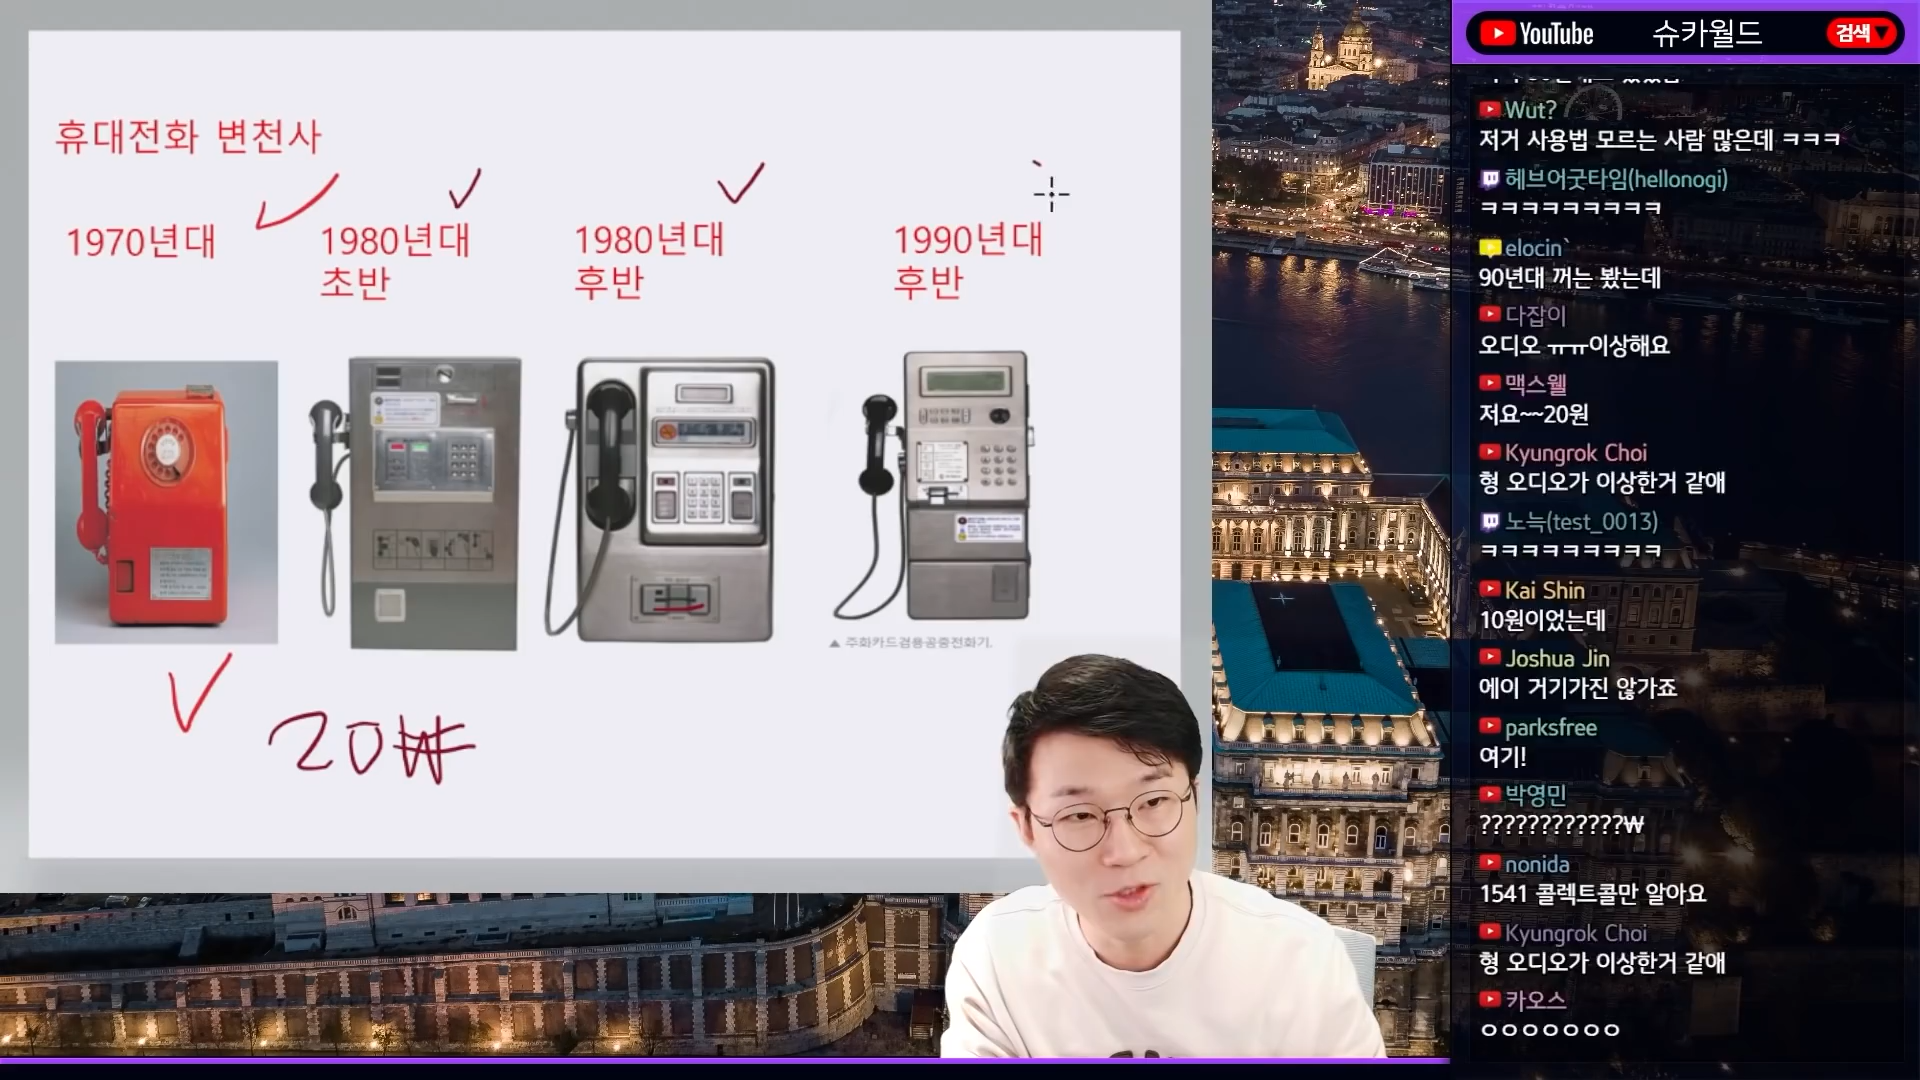 휴대전화 변천사
1970년대
1980년대
초반
1980년대
후반
1990년대
후반
▲ 주화카드겸용공중전화기.
20₩
YouTube 슈카월드 검색▼
Wut?
저거 사용법 모르는 사람 많은데 ㅋㅋㅋ
헤브어굿타임(hellonogi)
ㅋㅋㅋㅋㅋㅋㅋㅋㅋ
elocin`
90년대 꺼는 봤는데
다잡이
오디오 ㅠㅠ이상해요
맥스웰
저요~~20원
Kyungrok Choi
형 오디오가 이상한거 같애
노늑(test_0013)
ㅋㅋㅋㅋㅋㅋㅋㅋㅋ
Kai Shin
10원이었는데
Joshua Jin
에이 거기가진 않가죠
parksfree
여기!
박영민
????????????₩
nonida
1541 콜렉트콜만 알아요
Kyungrok Choi
형 오디오가 이상한거 같애
카오스
ㅇㅇㅇㅇㅇㅇㅇ